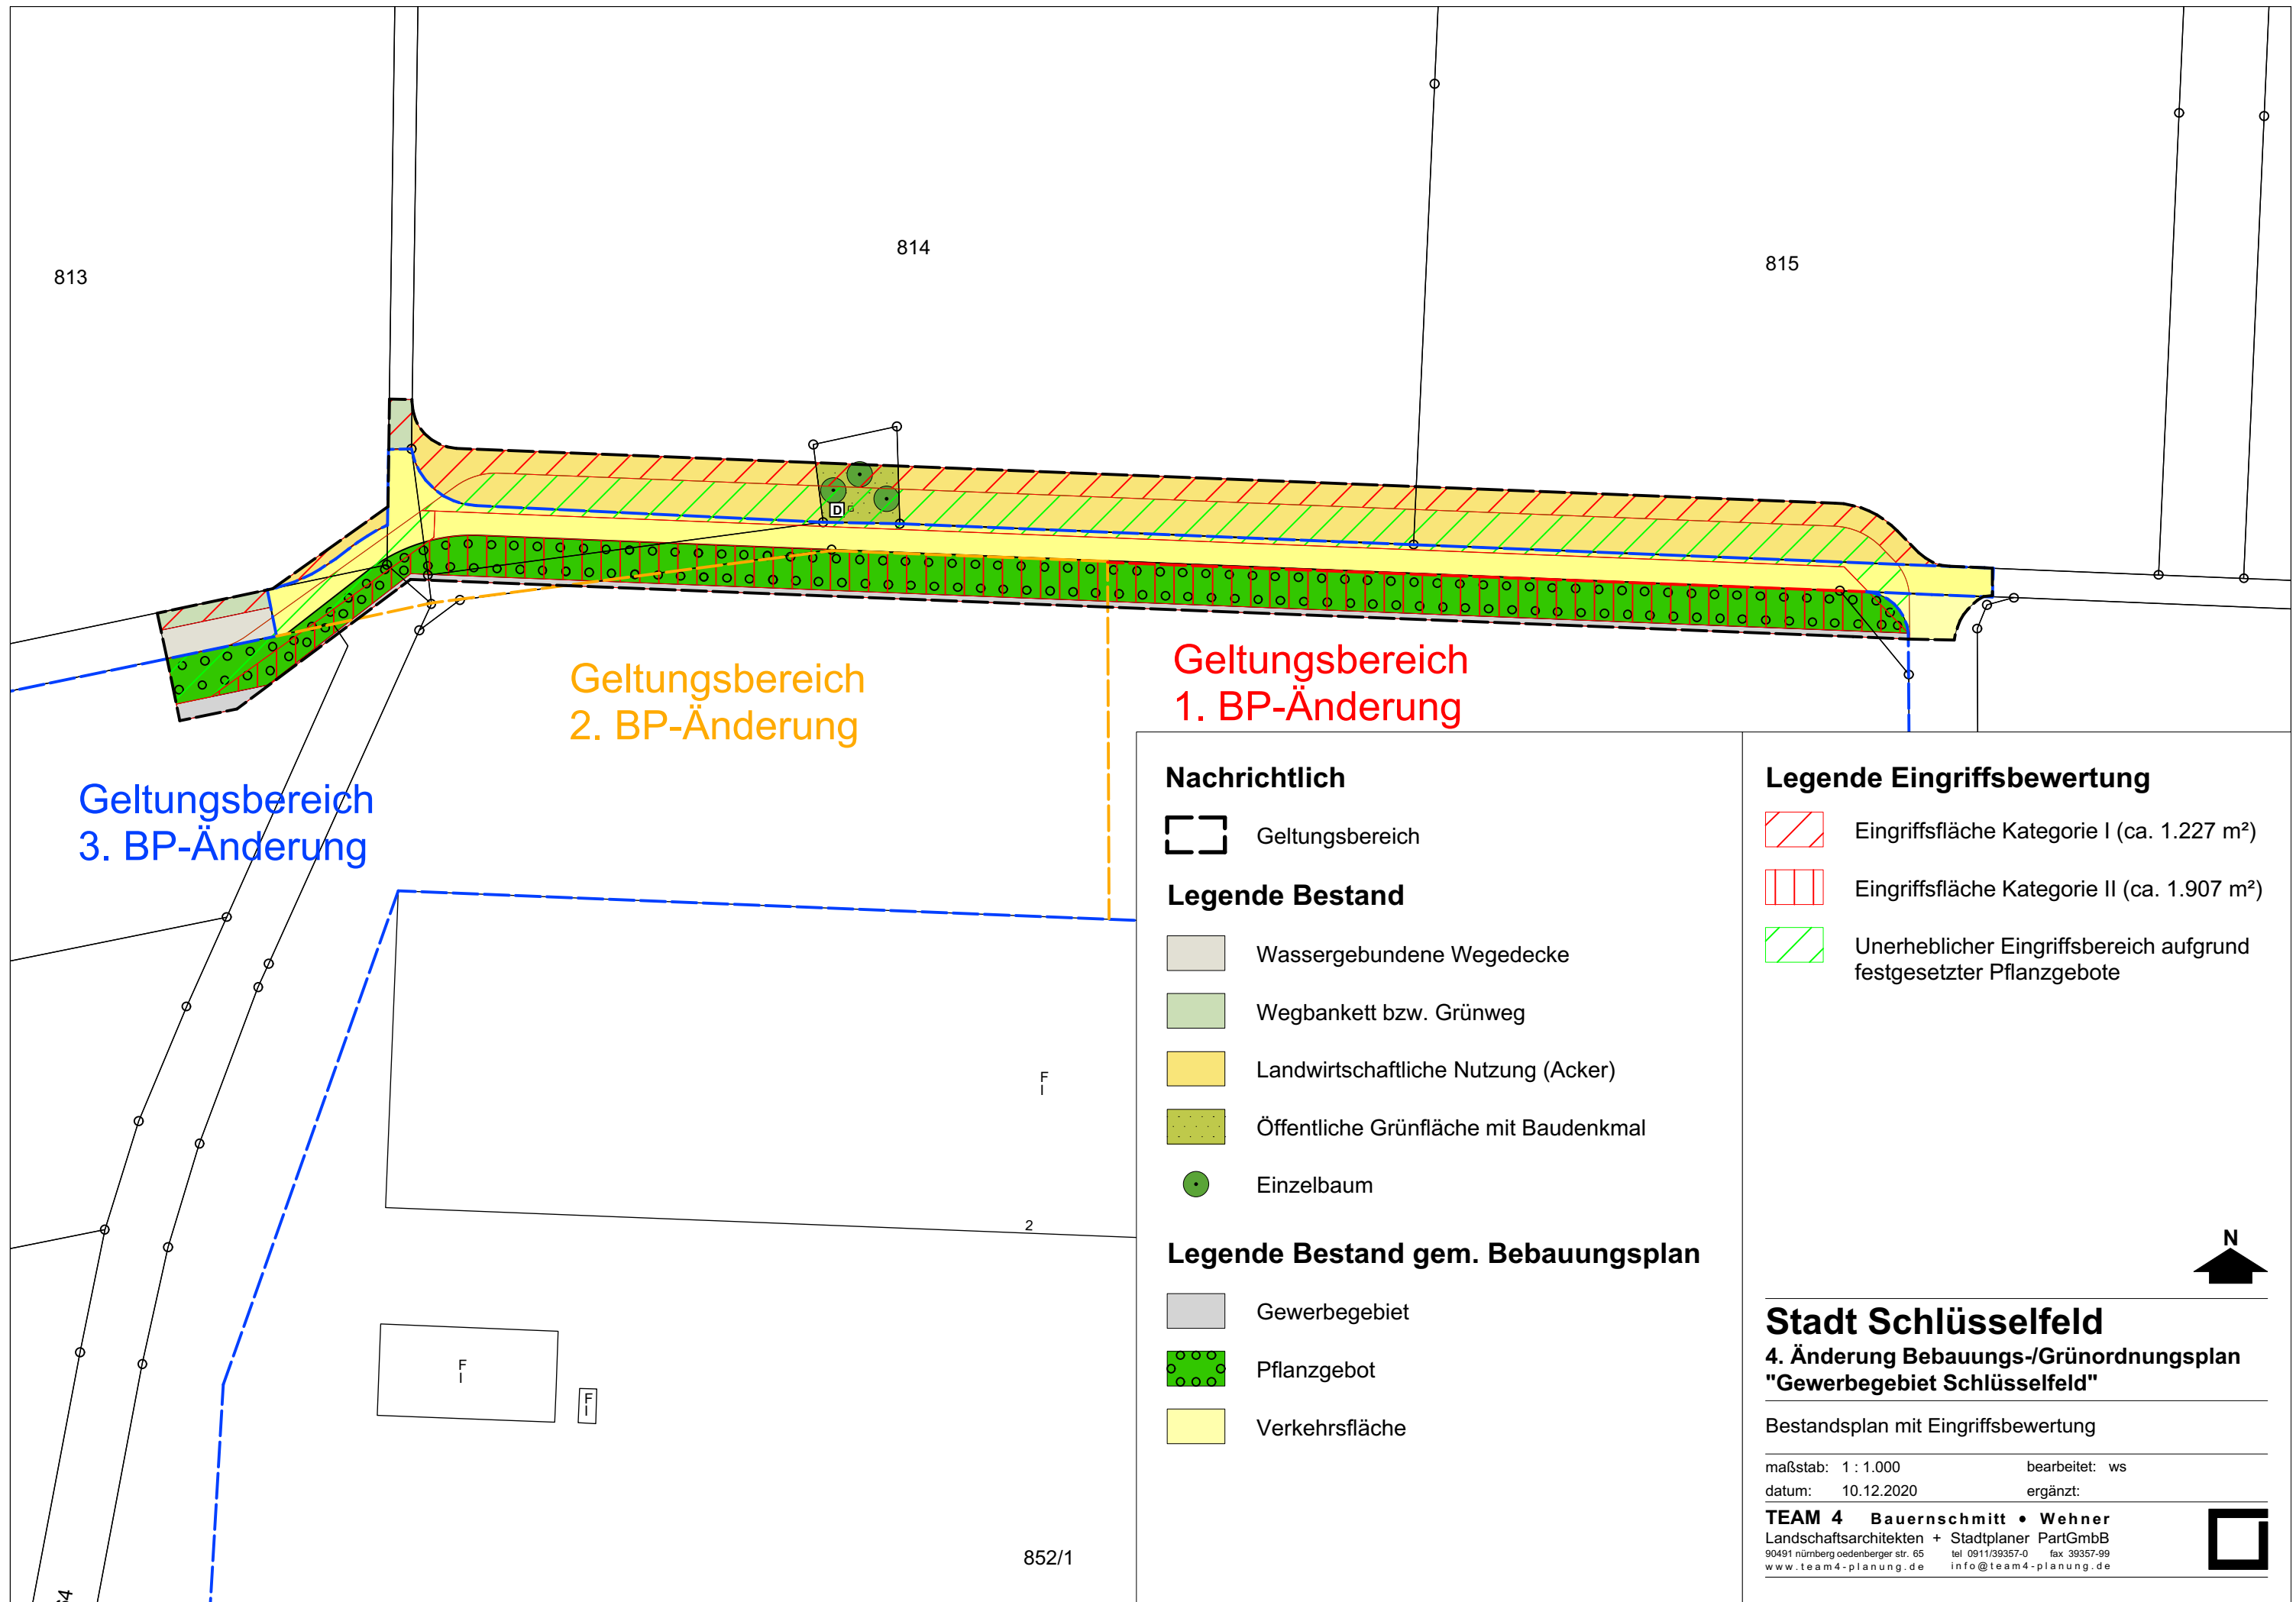 813
814
815
D
Geltungsbereich
2. BP-Änderung
Geltungsbereich
1. BP-Änderung
Geltungsbereich
3. BP-Änderung
F
I
2
F
I
F
I
852/1
Nachrichtlich
Geltungsbereich
Legende Bestand
Wassergebundene Wegedecke
Wegbankett bzw. Grünweg
Landwirtschaftliche Nutzung (Acker)
Öffentliche Grünfläche mit Baudenkmal
Einzelbaum
Legende Bestand gem. Bebauungsplan
Gewerbegebiet
Pflanzgebot
Verkehrsfläche
Legende Eingriffsbewertung
Eingriffsfläche Kategorie I (ca. 1.227 m²)
Eingriffsfläche Kategorie II (ca. 1.907 m²)
Unerheblicher Eingriffsbereich aufgrund
festgesetzter Pflanzgebote
N
Stadt Schlüsselfeld
4. Änderung Bebauungs-/Grünordnungsplan
"Gewerbegebiet Schlüsselfeld"
Bestandsplan mit Eingriffsbewertung
maßstab: 1 : 1.000 bearbeitet: ws
datum: 10.12.2020 ergänzt:
TEAM 4 Bauernschmitt • Wehner
Landschaftsarchitekten + Stadtplaner PartGmbB
90491 nürnberg oedenberger str. 65 tel 0911/39357-0 fax 39357-99
www.team4-planung.de info@team4-planung.de